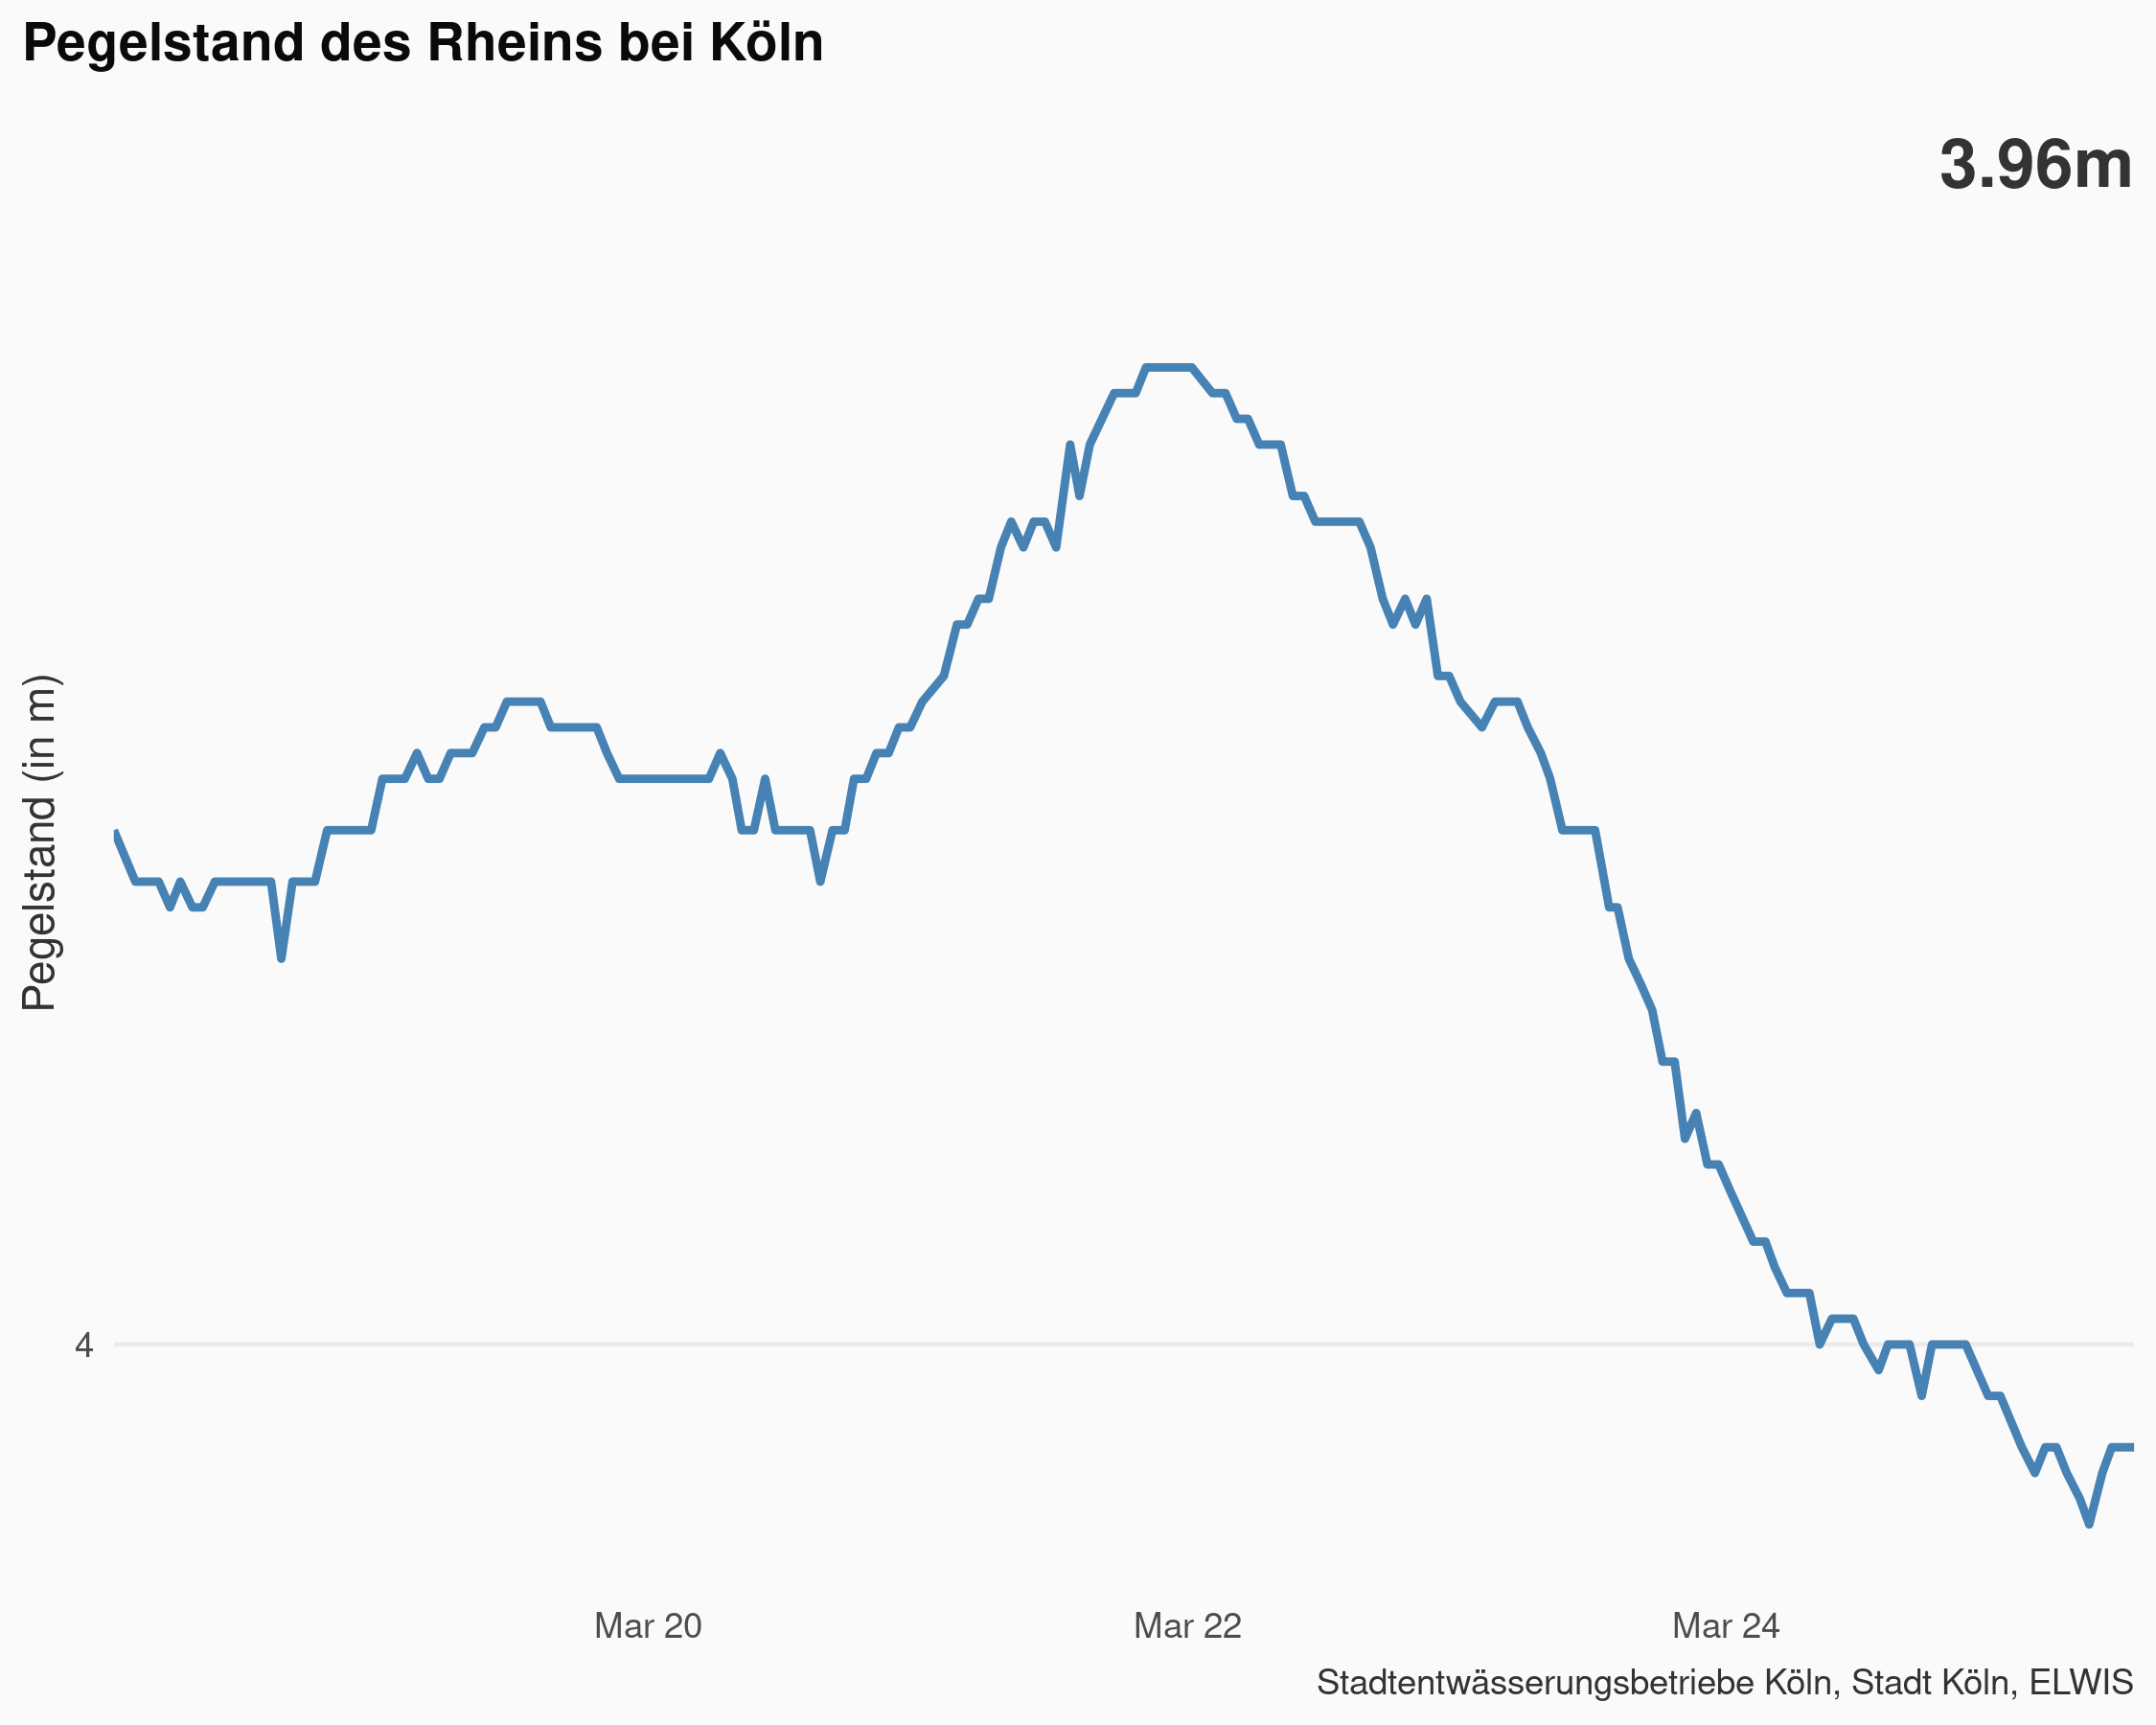 Pegelstand des Rheins bei Köln
3.96m
Pegelstand (in m)
4
Mar 20
Mar 22
Mar 24
Stadtentwässerungsbetriebe Köln, Stadt Köln, ELWIS